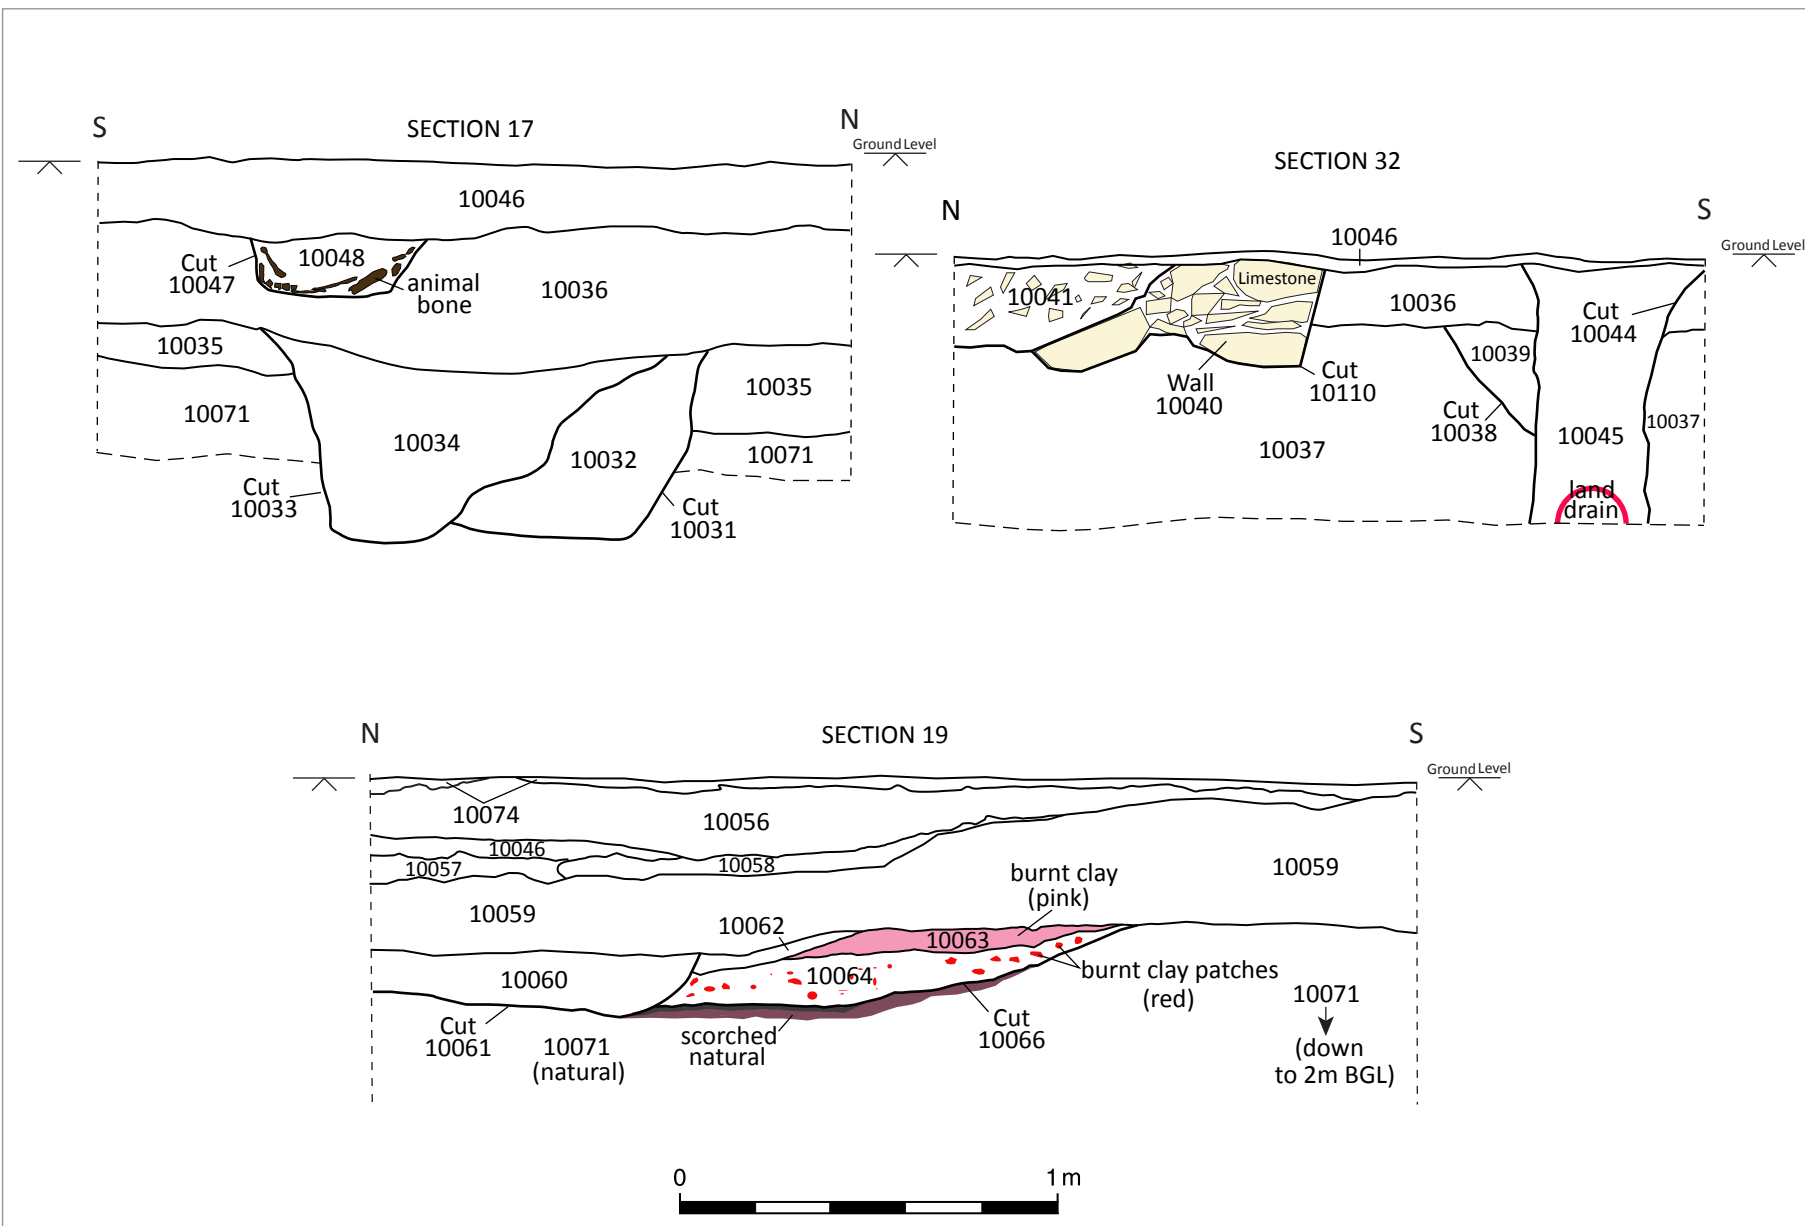 S
SECTION 17
N
Ground Level
10046
Cut
10047
10048
animal
bone
10036
10035
10071
10034
10032
10035
10071
Cut
10033
Cut
10031
SECTION 32
N
S
10046
Ground Level
10041
Limestone
10036
Cut
10044
10039
Wall
10040
Cut
10110
Cut
10038
10037
10045
10037
land
drain
N
SECTION 19
S
Ground Level
10074
10056
10046
10057
10058
10059
burnt clay
(pink)
10059
10062
10063
10060
10064
burnt clay patches
(red)
Cut
10061
10071
(natural)
scorched
natural
Cut
10066
10071
(down
to 2m BGL)
0
1 m